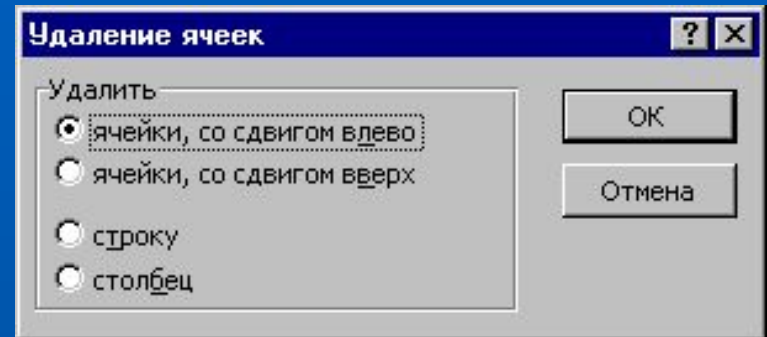 Удаление ячеек
Удалить
ячейки, со сдвигом влево
ячейки, со сдвигом вверх
строку
столбец
ОК
Отмена